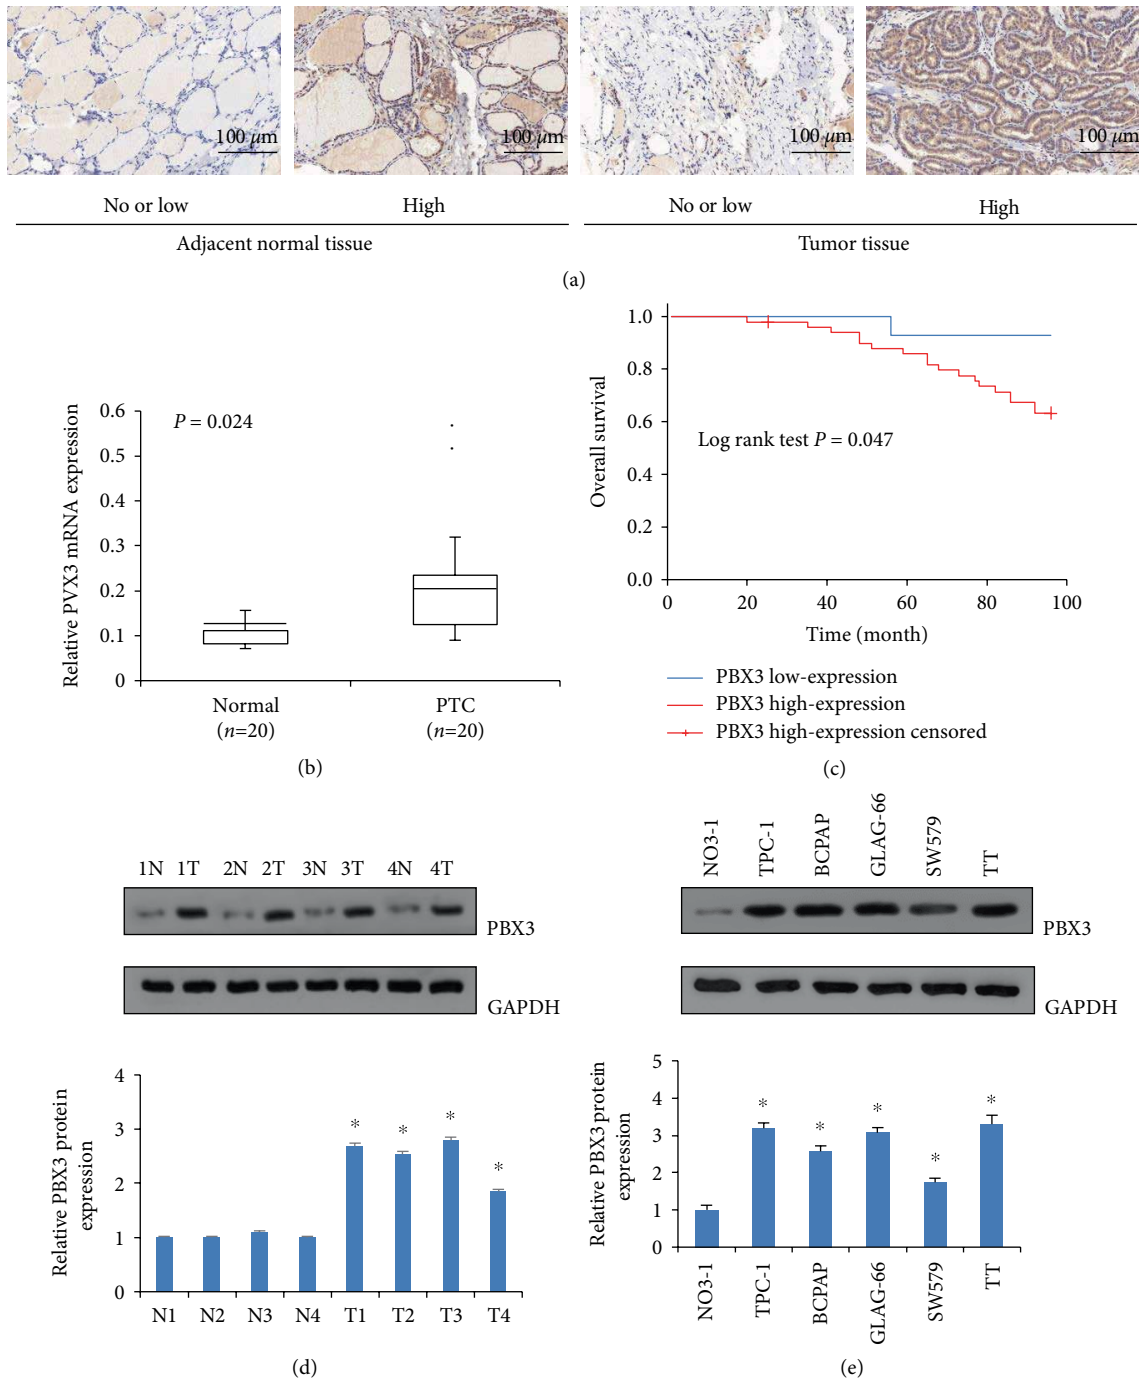 100 μm
100 μm
100 μm
100 μm
No or low
High
No or low
High
Adjacent normal tissue
Tumor tissue
(a)
Relative PVX3 mRNA expression
0.6
0.5
0.4
0.3
0.2
0.1
0
P = 0.024
Normal
(n=20)
PTC
(n=20)
(b)
Overall survival
1.0
0.8
0.6
0.4
0.2
0.0
Log rank test P = 0.047
0
20
40
60
80
100
Time (month)
PBX3 low-expression
PBX3 high-expression
PBX3 high-expression censored
(c)
1N 1T 2N 2T 3N 3T 4N 4T
PBX3
GAPDH
Relative PBX3 protein
expression
4
3
2
1
0
* * * *
N1 N2 N3 N4 T1 T2 T3 T4
(d)
NO3-1
TPC-1
BCPAP
GLAG-66
SW579
TT
PBX3
GAPDH
Relative PBX3 protein
expression
5
4
3
2
1
0
* * * * *
NO3-1
TPC-1
BCPAP
GLAG-66
SW579
TT
(e)